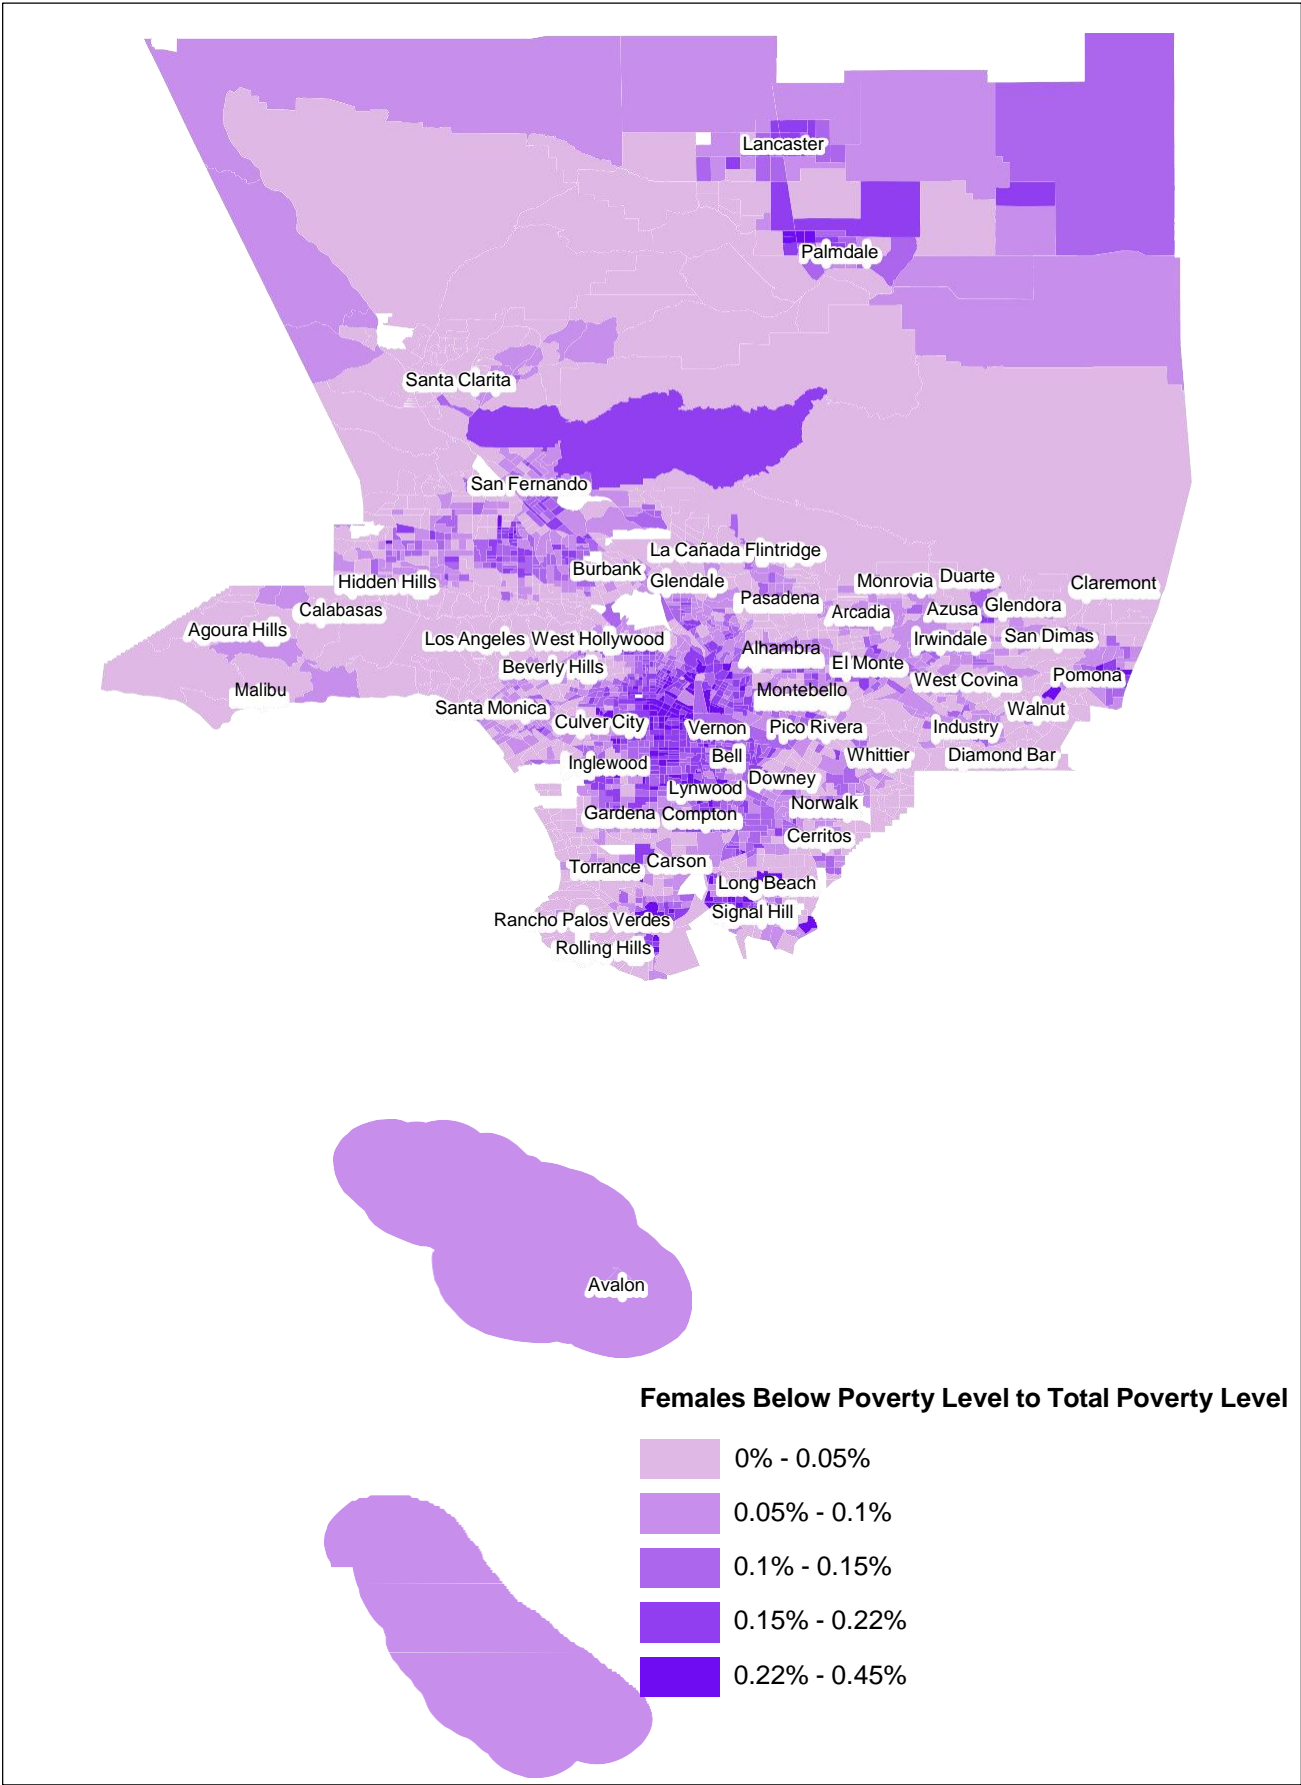 Lancaster
Palmdale
Santa Clarita
San Fernando
La Cañada Flintridge
Burbank
Glendale
Monrovia
Duarte
Claremont
Hidden Hills
Pasadena
Calabasas
Arcadia
Azusa
Glendora
Agoura Hills
Los Angeles
West Hollywood
Irwindale
San Dimas
Alhambra
Beverly Hills
El Monte
Pomona
West Covina
Malibu
Montebello
Santa Monica
Walnut
Culver City
Vernon
Pico Rivera
Industry
Inglewood
Bell
Whittier
Diamond Bar
Downey
Lynwood
Norwalk
Gardena
Compton
Cerritos
Torrance
Carson
Long Beach
Signal Hill
Rancho Palos Verdes
Rolling Hills
Avalon
Females Below Poverty Level to Total Poverty Level
0% - 0.05%
0.05% - 0.1%
0.1% - 0.15%
0.15% - 0.22%
0.22% - 0.45%